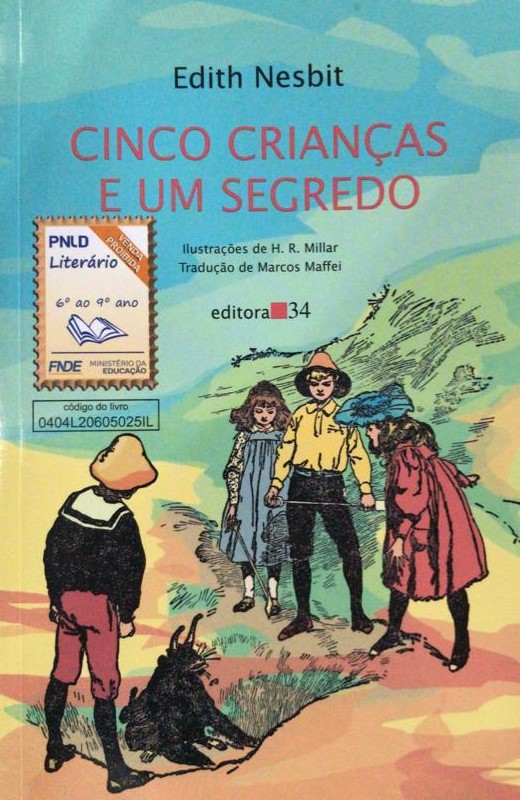 Edith Nesbit
CINCO CRIANÇAS
E UM SEGREDO
Ilustrações de H. R. Millar
Tradução de Marcos Maffei
editora 34
PNLD
Literário
VENDA
PROIBIDA
6º ao 9º ano
FNDE
MINISTÉRIO DA
EDUCAÇÃO
código do livro
0404L20605025IL